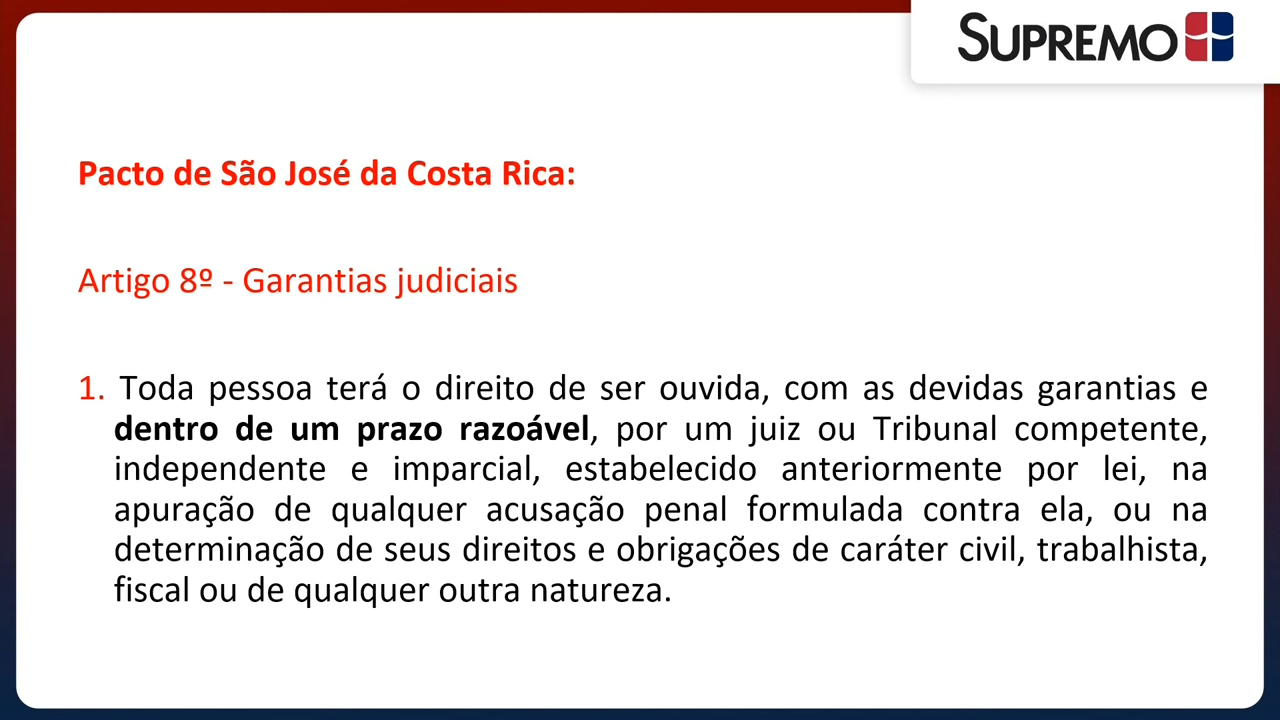 SUPREMO
Pacto de São José da Costa Rica:
Artigo 8º - Garantias judiciais
1. Toda pessoa terá o direito de ser ouvida, com as devidas garantias e
dentro de um prazo razoável, por um juiz ou Tribunal competente,
independente e imparcial, estabelecido anteriormente por lei, na
apuração de qualquer acusação penal formulada contra ela, ou na
determinação de seus direitos e obrigações de caráter civil, trabalhista,
fiscal ou de qualquer outra natureza.